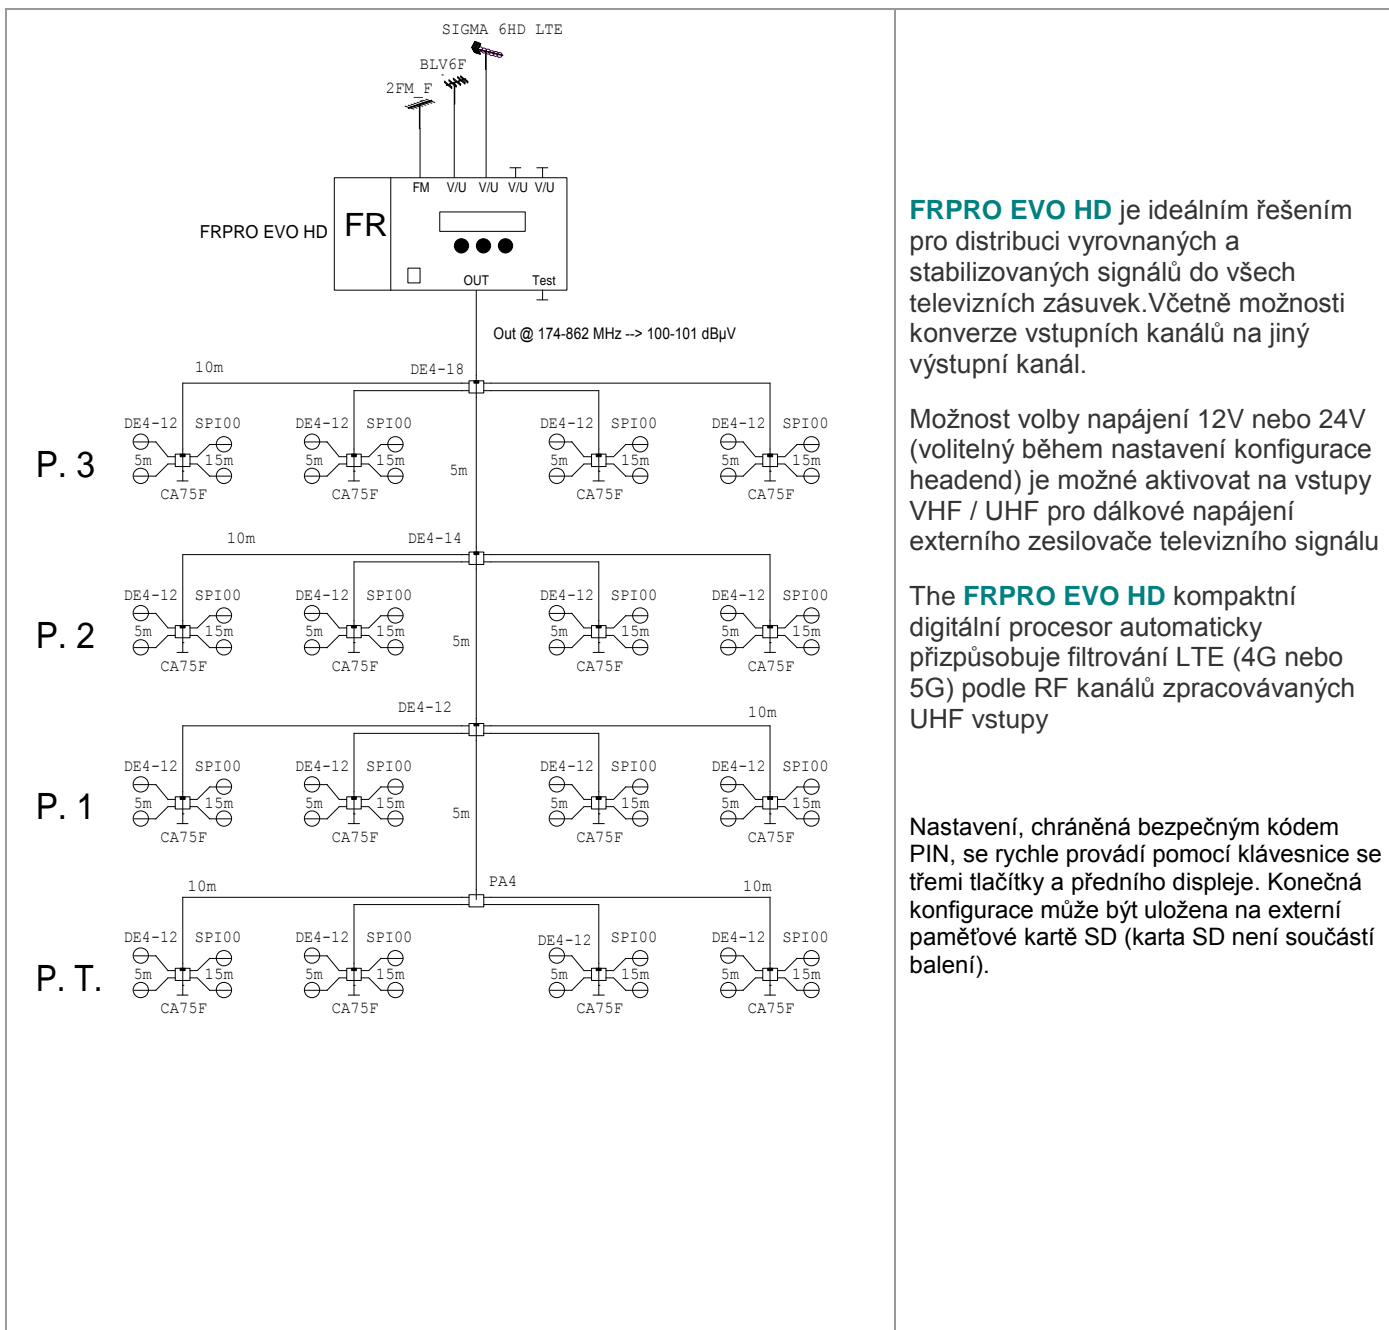 SIGMA 6HD LTE
BLV6F
2FM_F
FM V/U V/U V/U V/U
FRPRO EVO HD
FR
OUT Test
Out @ 174-862 MHz --> 100-101 dBµV
10m DE4-18
DE4-12 SPI00 DE4-12 SPI00 DE4-12 SPI00 DE4-12 SPI00
P. 3
5m 15m 5m 15m 5m 5m 15m 5m 15m
CA75F CA75F CA75F CA75F
10m DE4-14
DE4-12 SPI00 DE4-12 SPI00 DE4-12 SPI00 DE4-12 SPI00
P. 2
5m 15m 5m 15m 5m 5m 15m 5m 15m
CA75F CA75F CA75F CA75F
DE4-12 10m
DE4-12 SPI00 DE4-12 SPI00 DE4-12 SPI00 DE4-12 SPI00
P. 1
5m 15m 5m 15m 5m 5m 15m 5m 15m
CA75F CA75F CA75F CA75F
10m PA4 10m
DE4-12 SPI00 DE4-12 SPI00 DE4-12 SPI00 DE4-12 SPI00
P. T.
5m 15m 5m 15m 5m 15m 5m 15m
CA75F CA75F CA75F CA75F
FRPRO EVO HD je ideálním řešením
pro distribuci vyrovnaných a
stabilizovaných signálů do všech
televizních zásuvek.Včetně možnosti
konverze vstupních kanálů na jiný
výstupní kanál.
Možnost volby napájení 12V nebo 24V
(volitelný během nastavení konfigurace
headend) je možné aktivovat na vstupy
VHF / UHF pro dálkové napájení
externího zesilovače televizního signálu
The FRPRO EVO HD kompaktní
digitální procesor automaticky
přizpůsobuje filtrování LTE (4G nebo
5G) podle RF kanálů zpracovávaných
UHF vstupy
Nastavení, chráněná bezpečným kódem
PIN, se rychle provádí pomocí klávesnice se
třemi tlačítky a předního displeje. Konečná
konfigurace může být uložena na externí
paměťové kartě SD (karta SD není součástí
balení).